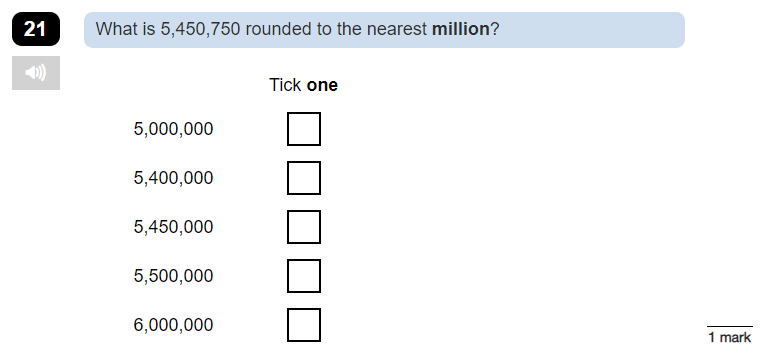 21 What is 5,450,750 rounded to the nearest million?
Tick one
5,000,000
5,400,000
5,450,000
5,500,000
6,000,000
1 mark